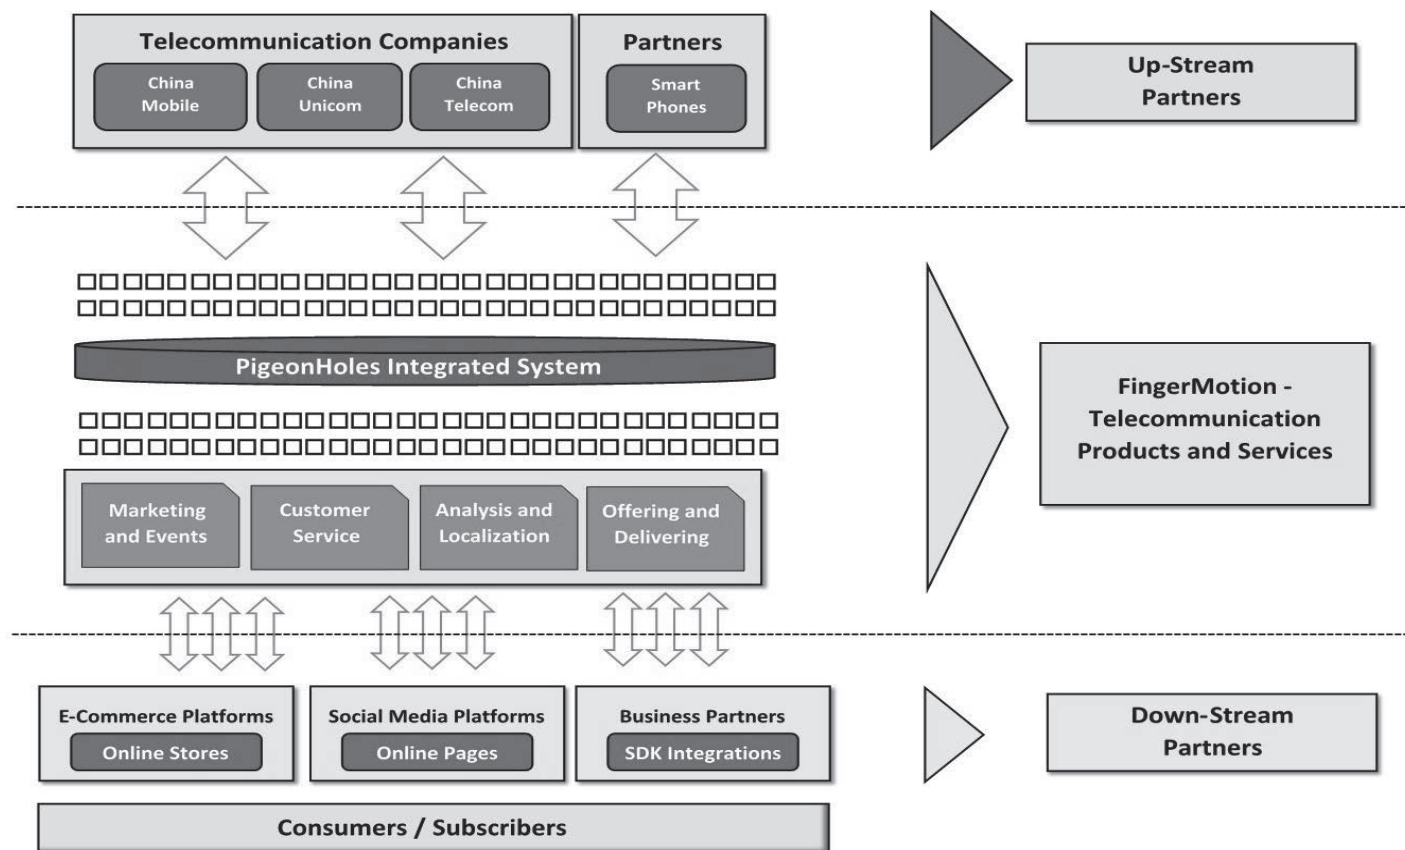 Telecommunication Companies
Partners
China
Mobile
China
Unicom
China
Telecom
Smart
Phones
Up-Stream
Partners
PigeonHoles Integrated System
FingerMotion -
Telecommunication
Products and Services
Marketing
and Events
Customer
Service
Analysis and
Localization
Offering and
Delivering
E-Commerce Platforms
Online Stores
Social Media Platforms
Online Pages
Business Partners
SDK Integrations
Down-Stream
Partners
Consumers / Subscribers